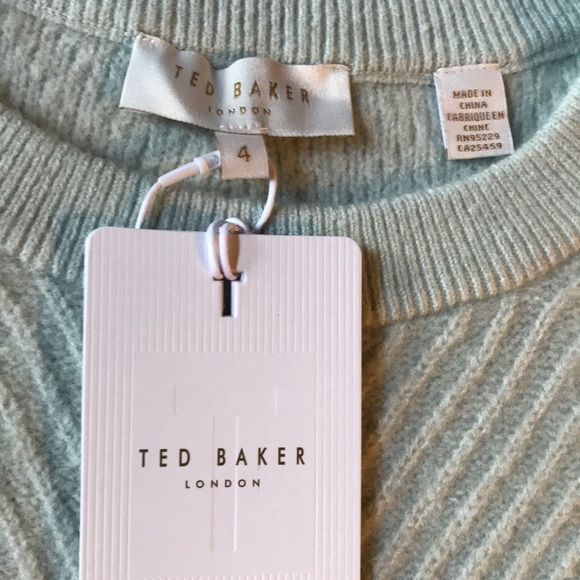 TED BAKER
LONDON
4
MADE IN
CHINA
FABRIQUE EN
CHINE
RN95229
CA25459
T
TED BAKER
LONDON